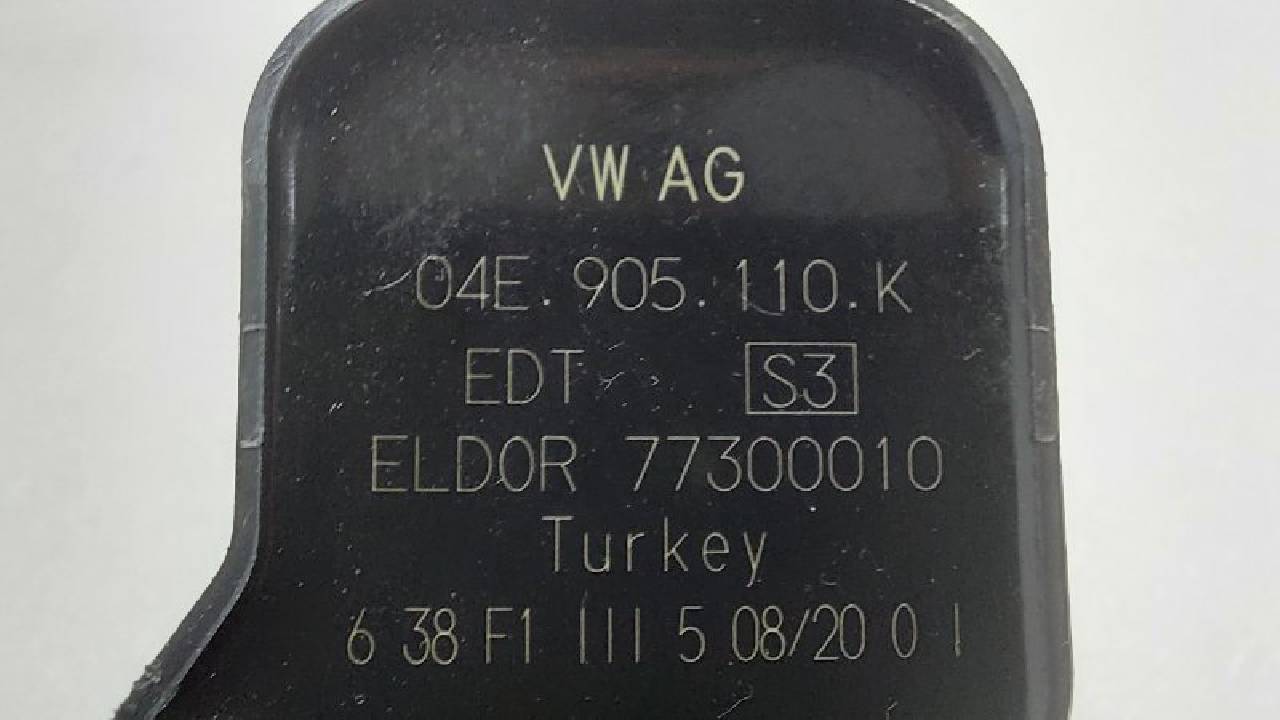 VW AG
04E.905.110.K
EDT S3
ELDOR 77300010
Turkey
6 38 F1 III 5 08/20 0 I